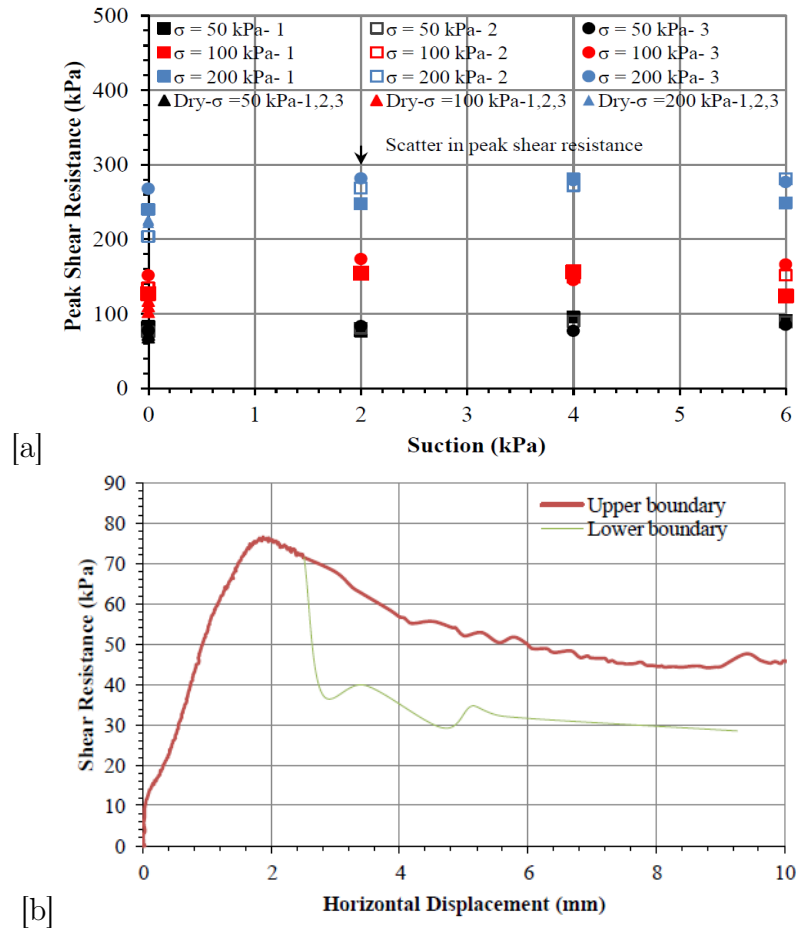 500
■ σ = 50 kPa- 1 □ σ = 50 kPa- 2 ● σ = 50 kPa- 3
■ σ = 100 kPa- 1 □ σ = 100 kPa- 2 ● σ = 100 kPa- 3
■ σ = 200 kPa- 1 □ σ = 200 kPa- 2 ● σ = 200 kPa- 3
▲ Dry-σ =50 kPa-1,2,3 ▲ Dry-σ =100 kPa-1,2,3 ▲ Dry-σ =200 kPa-1,2,3
400
Scatter in peak shear resistance
300
200
100
0
Peak Shear Resistance (kPa)
0 1 2 3 4 5 6
Suction (kPa)
[a]
90
Upper boundary
Lower boundary
80
70
60
50
40
30
20
10
0
Shear Resistance (kPa)
0 2 4 6 8 10
Horizontal Displacement (mm)
[b]